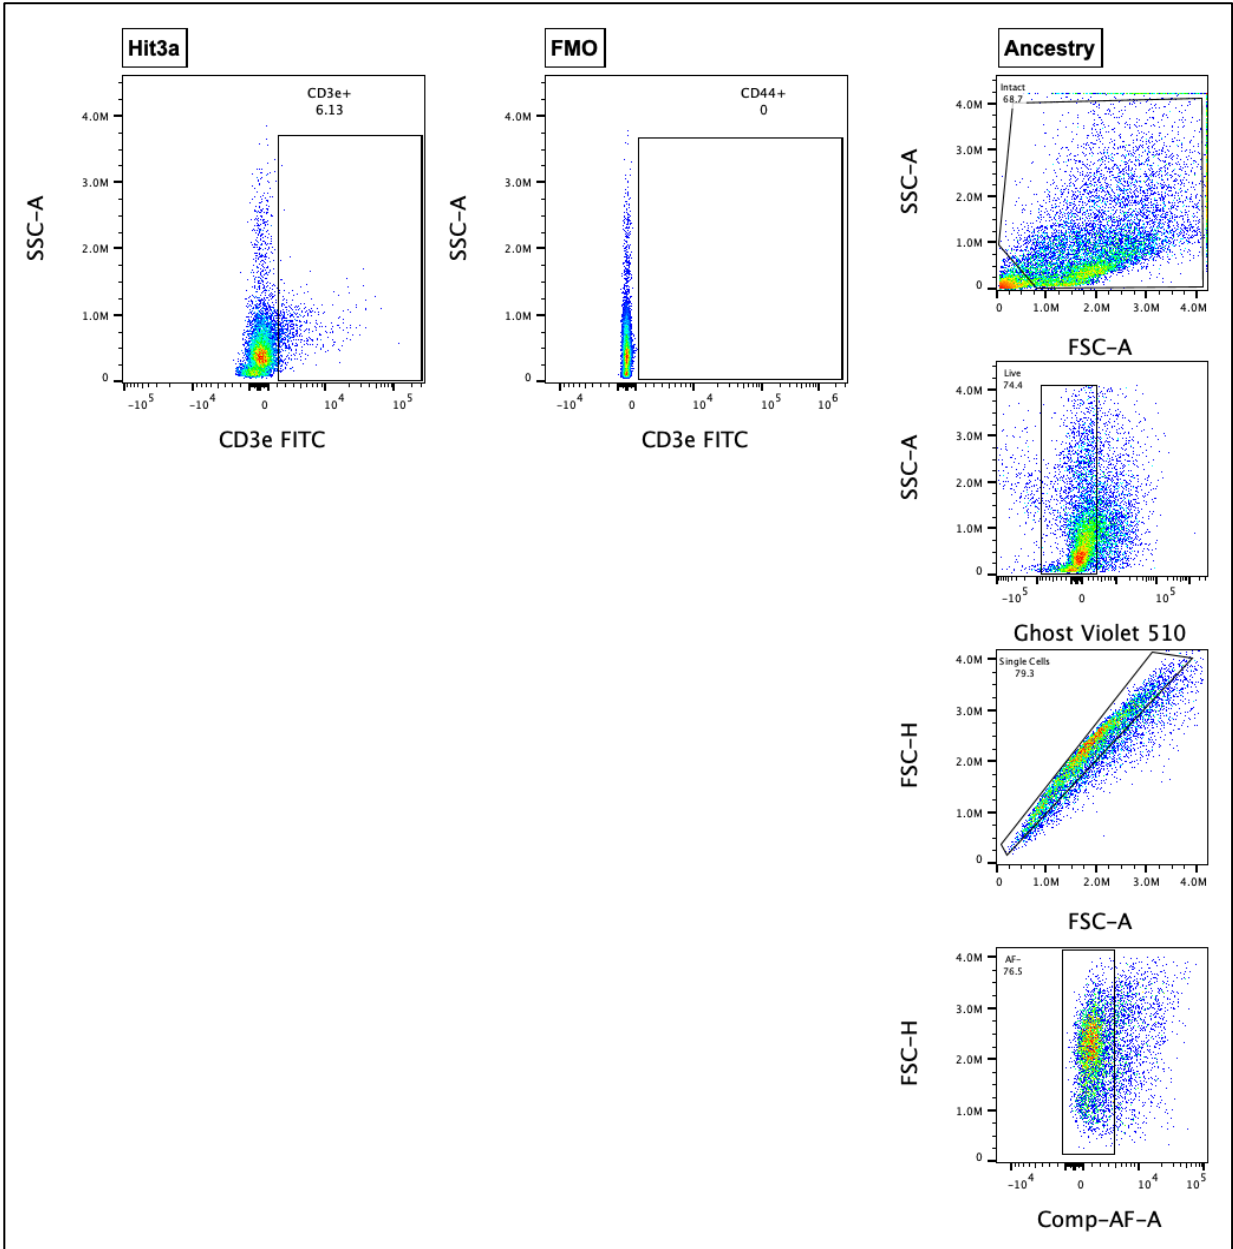 Hit3a
CD3e+
6.13
SSC-A
4.0M
3.0M
2.0M
1.0M
0
-10^5
-10^4
0
10^4
10^5
CD3e FITC
FMO
CD44+
0
SSC-A
4.0M
3.0M
2.0M
1.0M
0
-10^4
0
10^4
10^5
10^6
CD3e FITC
Ancestry
Intact
68.7
SSC-A
4.0M
3.0M
2.0M
1.0M
0
0
1.0M
2.0M
3.0M
4.0M
FSC-A
Live
74.4
SSC-A
4.0M
3.0M
2.0M
1.0M
0
-10^5
0
10^5
Ghost Violet 510
Single Cells
79.3
FSC-H
4.0M
3.0M
2.0M
1.0M
0
0
1.0M
2.0M
3.0M
4.0M
FSC-A
AF-
76.5
FSC-H
4.0M
3.0M
2.0M
1.0M
0
-10^4
0
10^4
10^5
Comp-AF-A